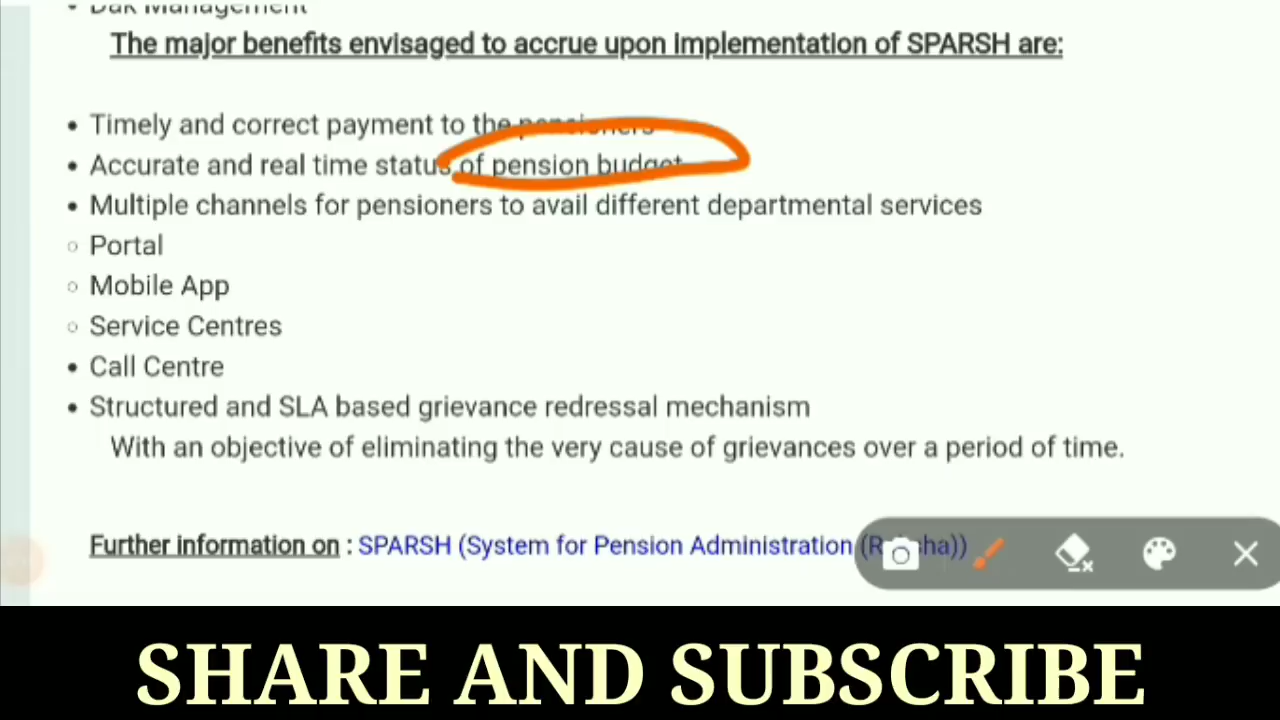 Dak Management
The major benefits envisaged to accrue upon implementation of SPARSH are:
Timely and correct payment to the pensioners
Accurate and real time status of pension budget
Multiple channels for pensioners to avail different departmental services
Portal
Mobile App
Service Centres
Call Centre
Structured and SLA based grievance redressal mechanism
With an objective of eliminating the very cause of grievances over a period of time.
Further information on : SPARSH (System for Pension Administration
SHARE AND SUBSCRIBE